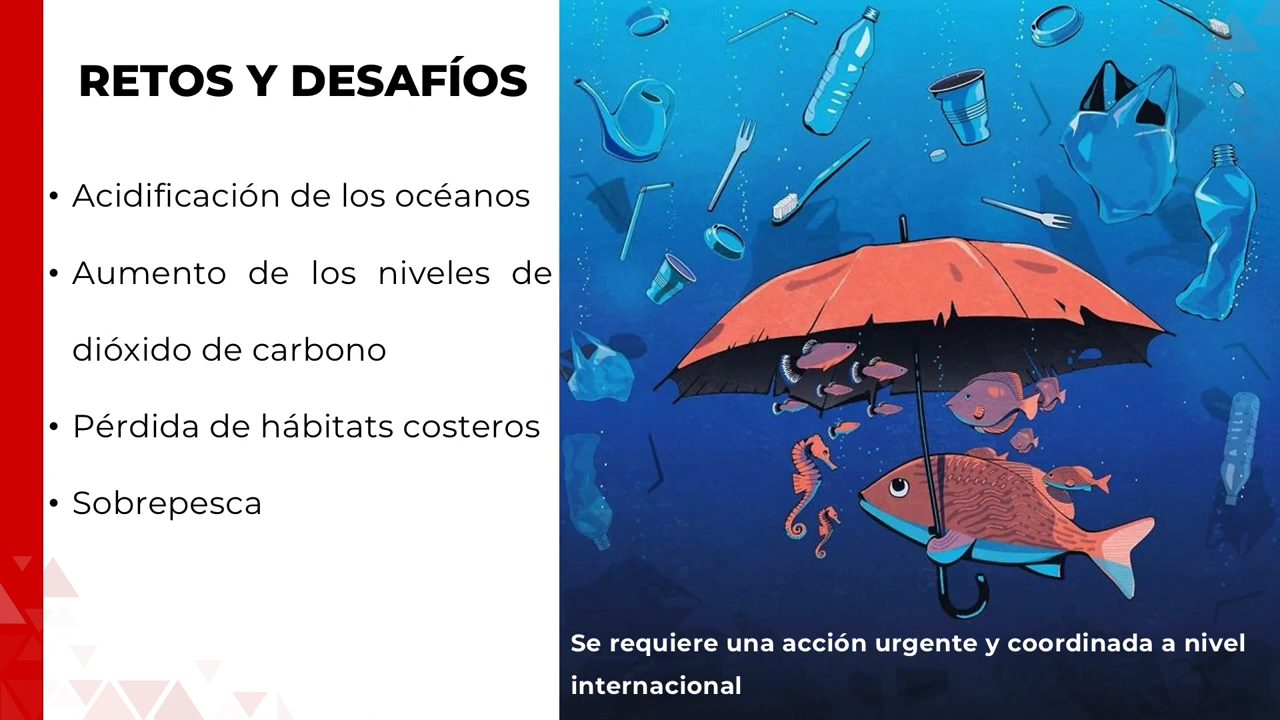 RETOS Y DESAFÍOS
• Acidificación de los océanos
• Aumento de los niveles de
dióxido de carbono
• Pérdida de hábitats costeros
• Sobrepesca
Se requiere una acción urgente y coordinada a nivel
internacional